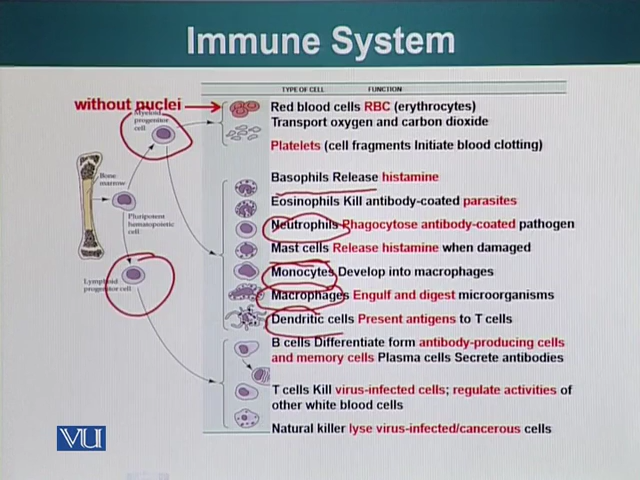 Immune System
TYPE OF CELL FUNCTION
without nuclei
Red blood cells RBC (erythrocytes)
Transport oxygen and carbon dioxide
Myeloid
progenitor
cell
Platelets (cell fragments Initiate blood clotting)
Basophils Release histamine
Bone
marrow
Eosinophils Kill antibody-coated parasites
Pluripotent
hematopoietic
cell
Neutrophils Phagocytose antibody-coated pathogen
Mast cells Release histamine when damaged
Monocytes Develop into macrophages
Lymphoid
progenitor cell
Macrophages Engulf and digest microorganisms
Dendritic cells Present antigens to T cells
B cells Differentiate form antibody-producing cells
and memory cells Plasma cells Secrete antibodies
T cells Kill virus-infected cells; regulate activities of
other white blood cells
Natural killer lyse virus-infected/cancerous cells
VU